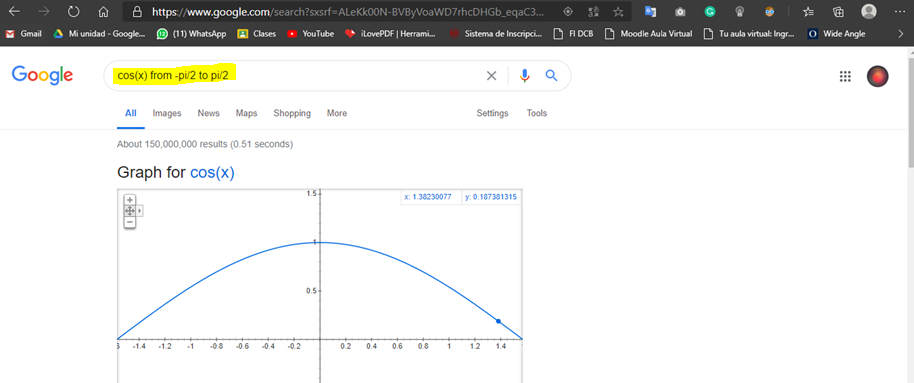 https://www.google.com/search?sxsrf=ALeKk00N-BVByVoaWD7rhcDHGb_eqaC3...
Gmail Mi unidad - Google... (11) WhatsApp Clases YouTube iLovePDF | Herrami... Sistema de Inscripci... FI DCB Moodle Aula Virtual Tu aula virtual: Ingr... Wide Angle
Google cos(x) from -pi/2 to pi/2
All Images News Maps Shopping More Settings Tools
About 150,000,000 results (0.51 seconds)
Graph for cos(x)
x: 1.38230077 y: 0.187381315
1.5
1
0.5
6 -1.4 -1.2 -1 -0.8 -0.6 -0.4 -0.2 0.2 0.4 0.6 0.8 1 1.2 1.4